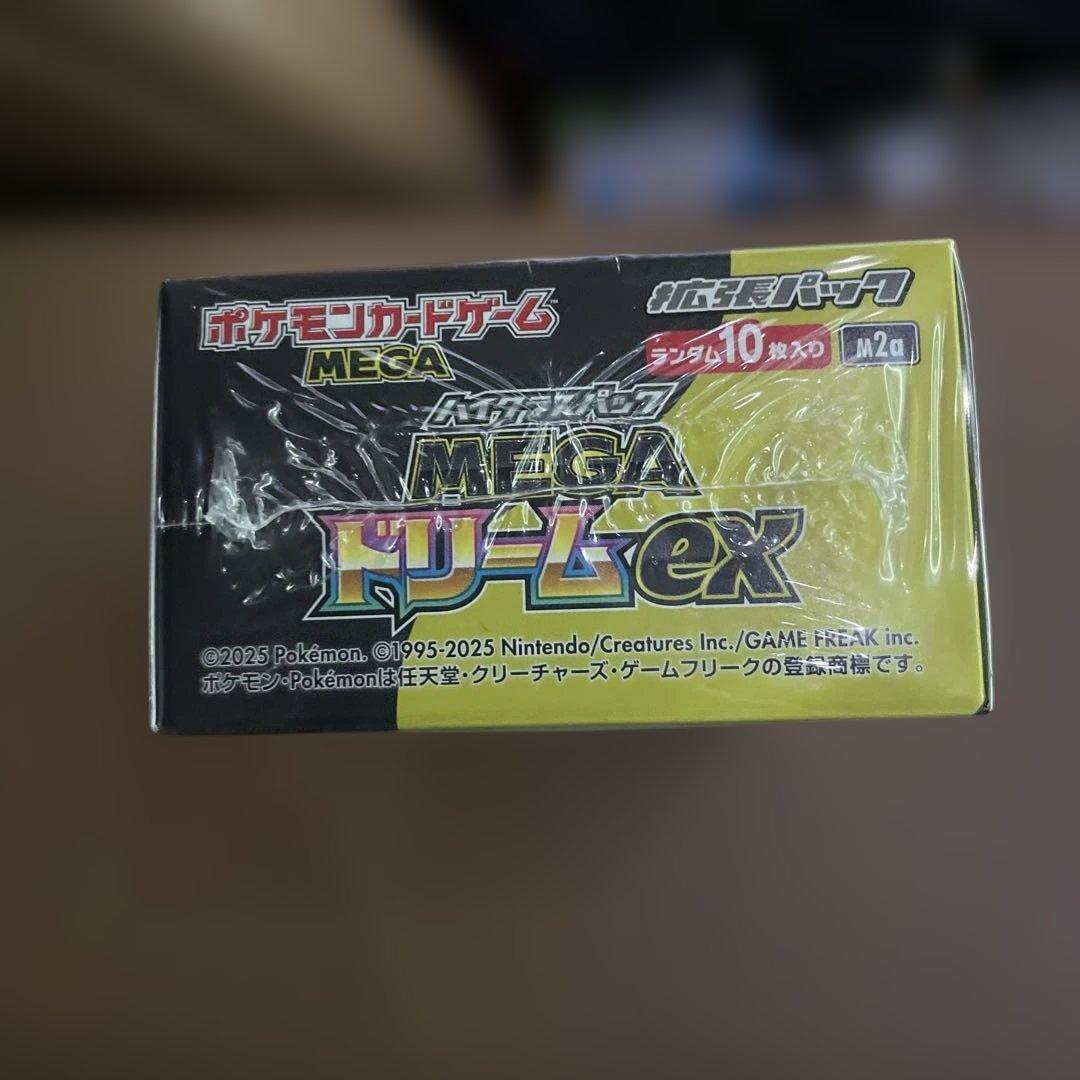 ポケモンカードゲーム™
MEGA
拡張パック
ランダム10枚入り
M2a
ハイクラスパック
MEGA
ドリームex
©2025 Pokémon. ©1995-2025 Nintendo/Creatures Inc./GAME FREAK inc.
ポケモン・Pokémonは任天堂・クリーチャーズ・ゲームフリークの登録商標です。